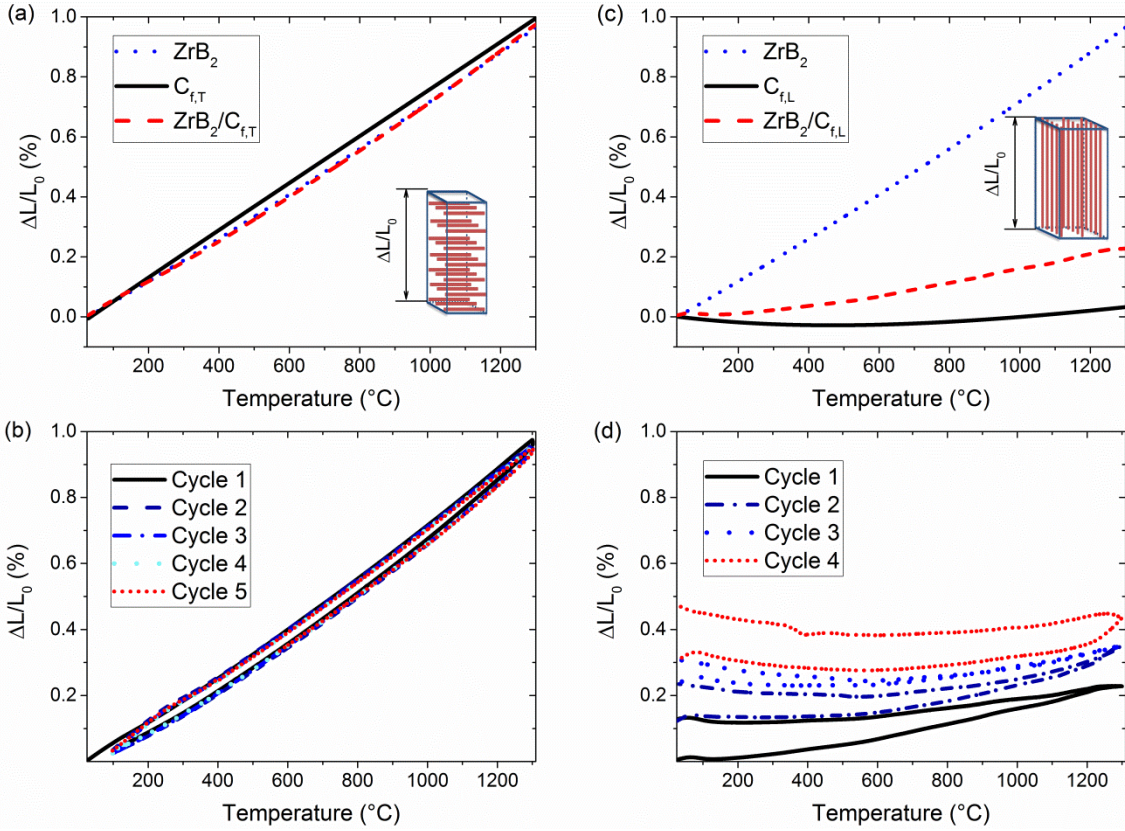 (a)
ZrB2
Cf,T
ZrB2/Cf,T
ΔL/L0 (%)
1.0
0.8
0.6
0.4
0.2
0.0
ΔL/L0
200 400 600 800 1000 1200
Temperature (°C)
(c)
ZrB2
Cf,L
ZrB2/Cf,L
ΔL/L0 (%)
1.0
0.8
0.6
0.4
0.2
0.0
ΔL/L0
200 400 600 800 1000 1200
Temperature (°C)
(b)
Cycle 1
Cycle 2
Cycle 3
Cycle 4
Cycle 5
ΔL/L0 (%)
1.0
0.8
0.6
0.4
0.2
200 400 600 800 1000 1200
Temperature (°C)
(d)
Cycle 1
Cycle 2
Cycle 3
Cycle 4
ΔL/L0 (%)
1.0
0.8
0.6
0.4
0.2
200 400 600 800 1000 1200
Temperature (°C)